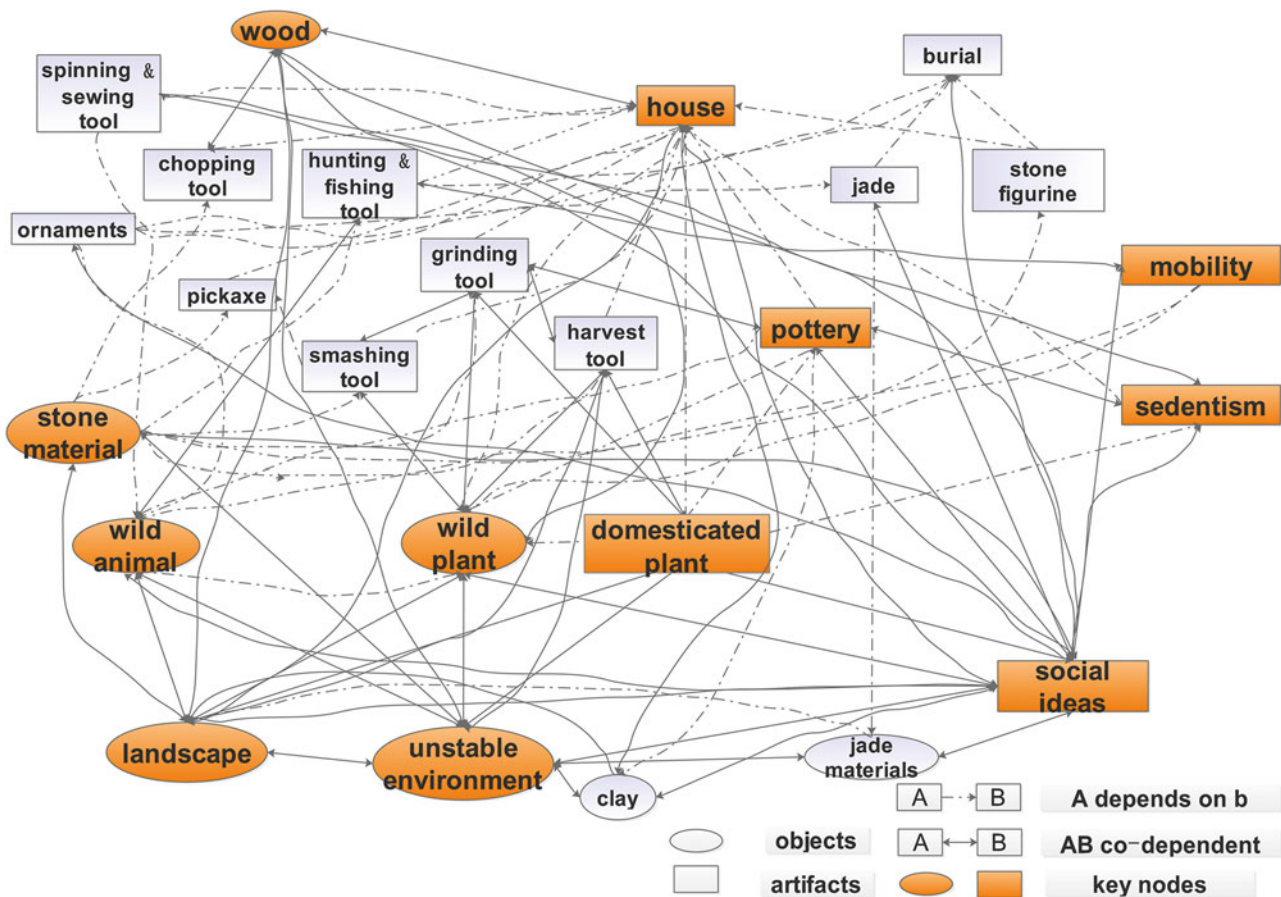 wood
spinning &
sewing
tool
burial
house
chopping
tool
hunting &
fishing
tool
jade
stone
figurine
ornaments
grinding
tool
mobility
pickaxe
pottery
smashing
tool
harvest
tool
stone
material
sedentism
wild
animal
wild
plant
domesticated
plant
social
ideas
landscape
unstable
environment
jade
materials
clay
A
B
A depends on b
objects
A
B
AB co-dependent
artifacts
key nodes